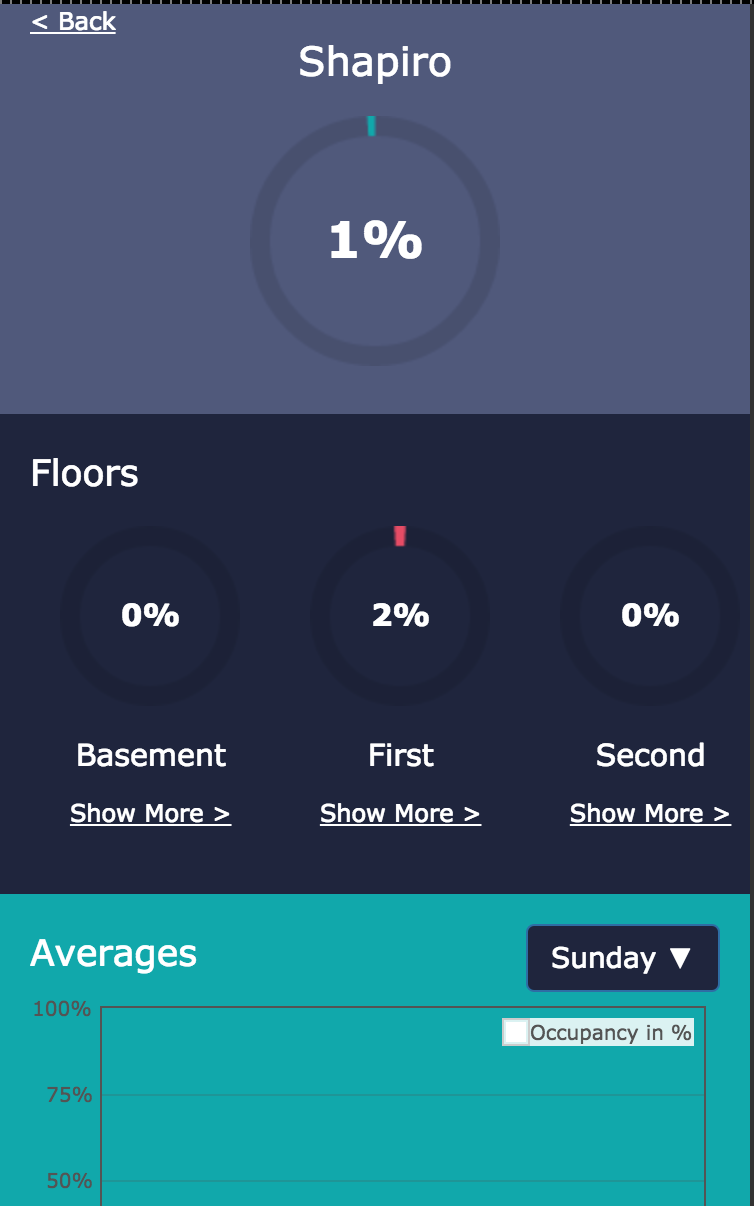 < Back
Shapiro
1%
Floors
0% 2% 0%
Basement First Second
Show More > Show More > Show More >
Averages
Sunday ▼
100%
Occupancy in %
75%
50%